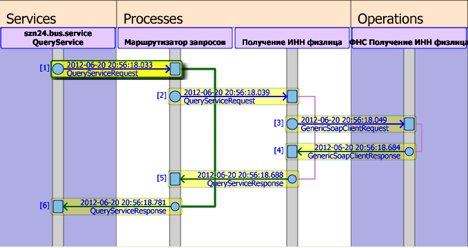 Services
Processes
Operations
szn24.bus.service
QueryService
Маршрутизатор запросов
Получение ИНН физлица
ФНС Получение ИНН физлица
[1]
2012-06-20 20:56:18.033
QueryServiceRequest
[2]
2012-06-20 20:56:18.039
QueryServiceRequest
[3]
2012-06-20 20:56:18.049
GenericSoapClientRequest
[4]
2012-06-20 20:56:18.684
GenericSoapClientResponse
[5]
2012-06-20 20:56:18.688
QueryServiceResponse
[6]
2012-06-20 20:56:18.781
QueryServiceResponse